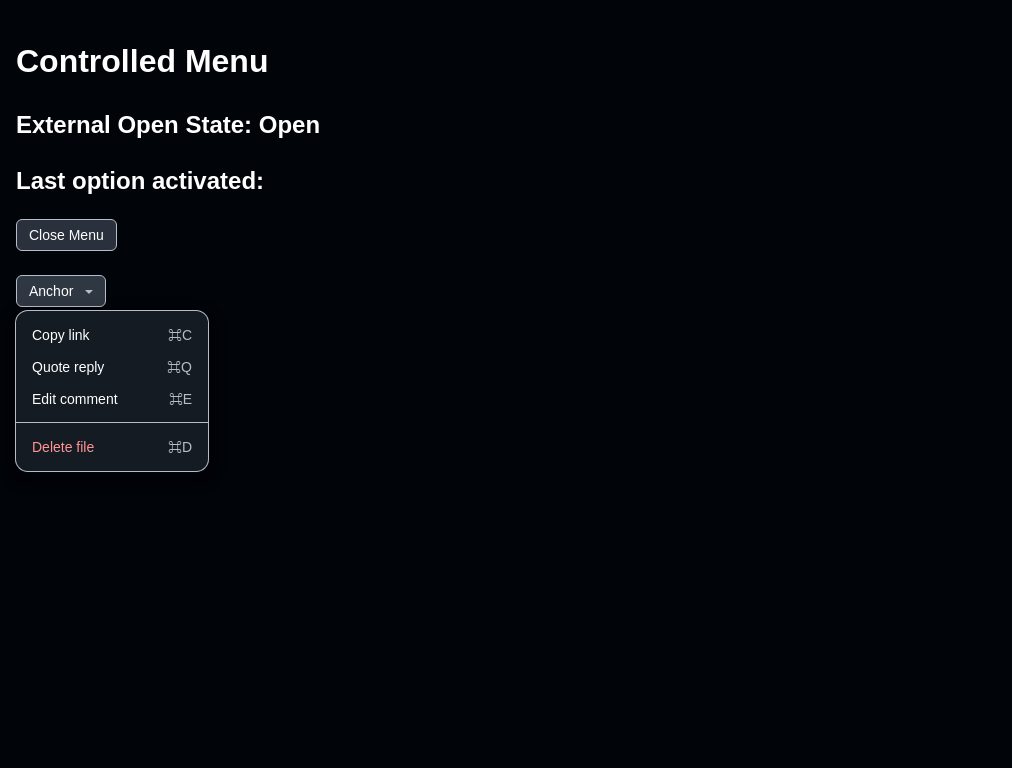 Controlled Menu
External Open State: Open
Last option activated:
Close Menu
Anchor
Copy link ⌘C
Quote reply ⌘Q
Edit comment ⌘E
Delete file ⌘D